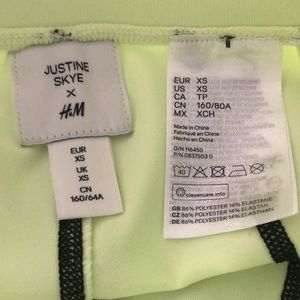 JUSTINE
SKYE
×
H&M
EUR
XS
UK
XS
CN
160/64A
EUR XS
US XS
CA TP
CN 160/80A
MX XCH
Made in China
Fabriqué en Chine
Hecho en China
O/N 116450
P/N 0837503 0
40
clevercare.info
GB 86% POLYESTER 14% ELASTANE
CZ 86% POLYESTER 14% ELASTAN
DE 86% POLYESTER 14% ELASTHAN